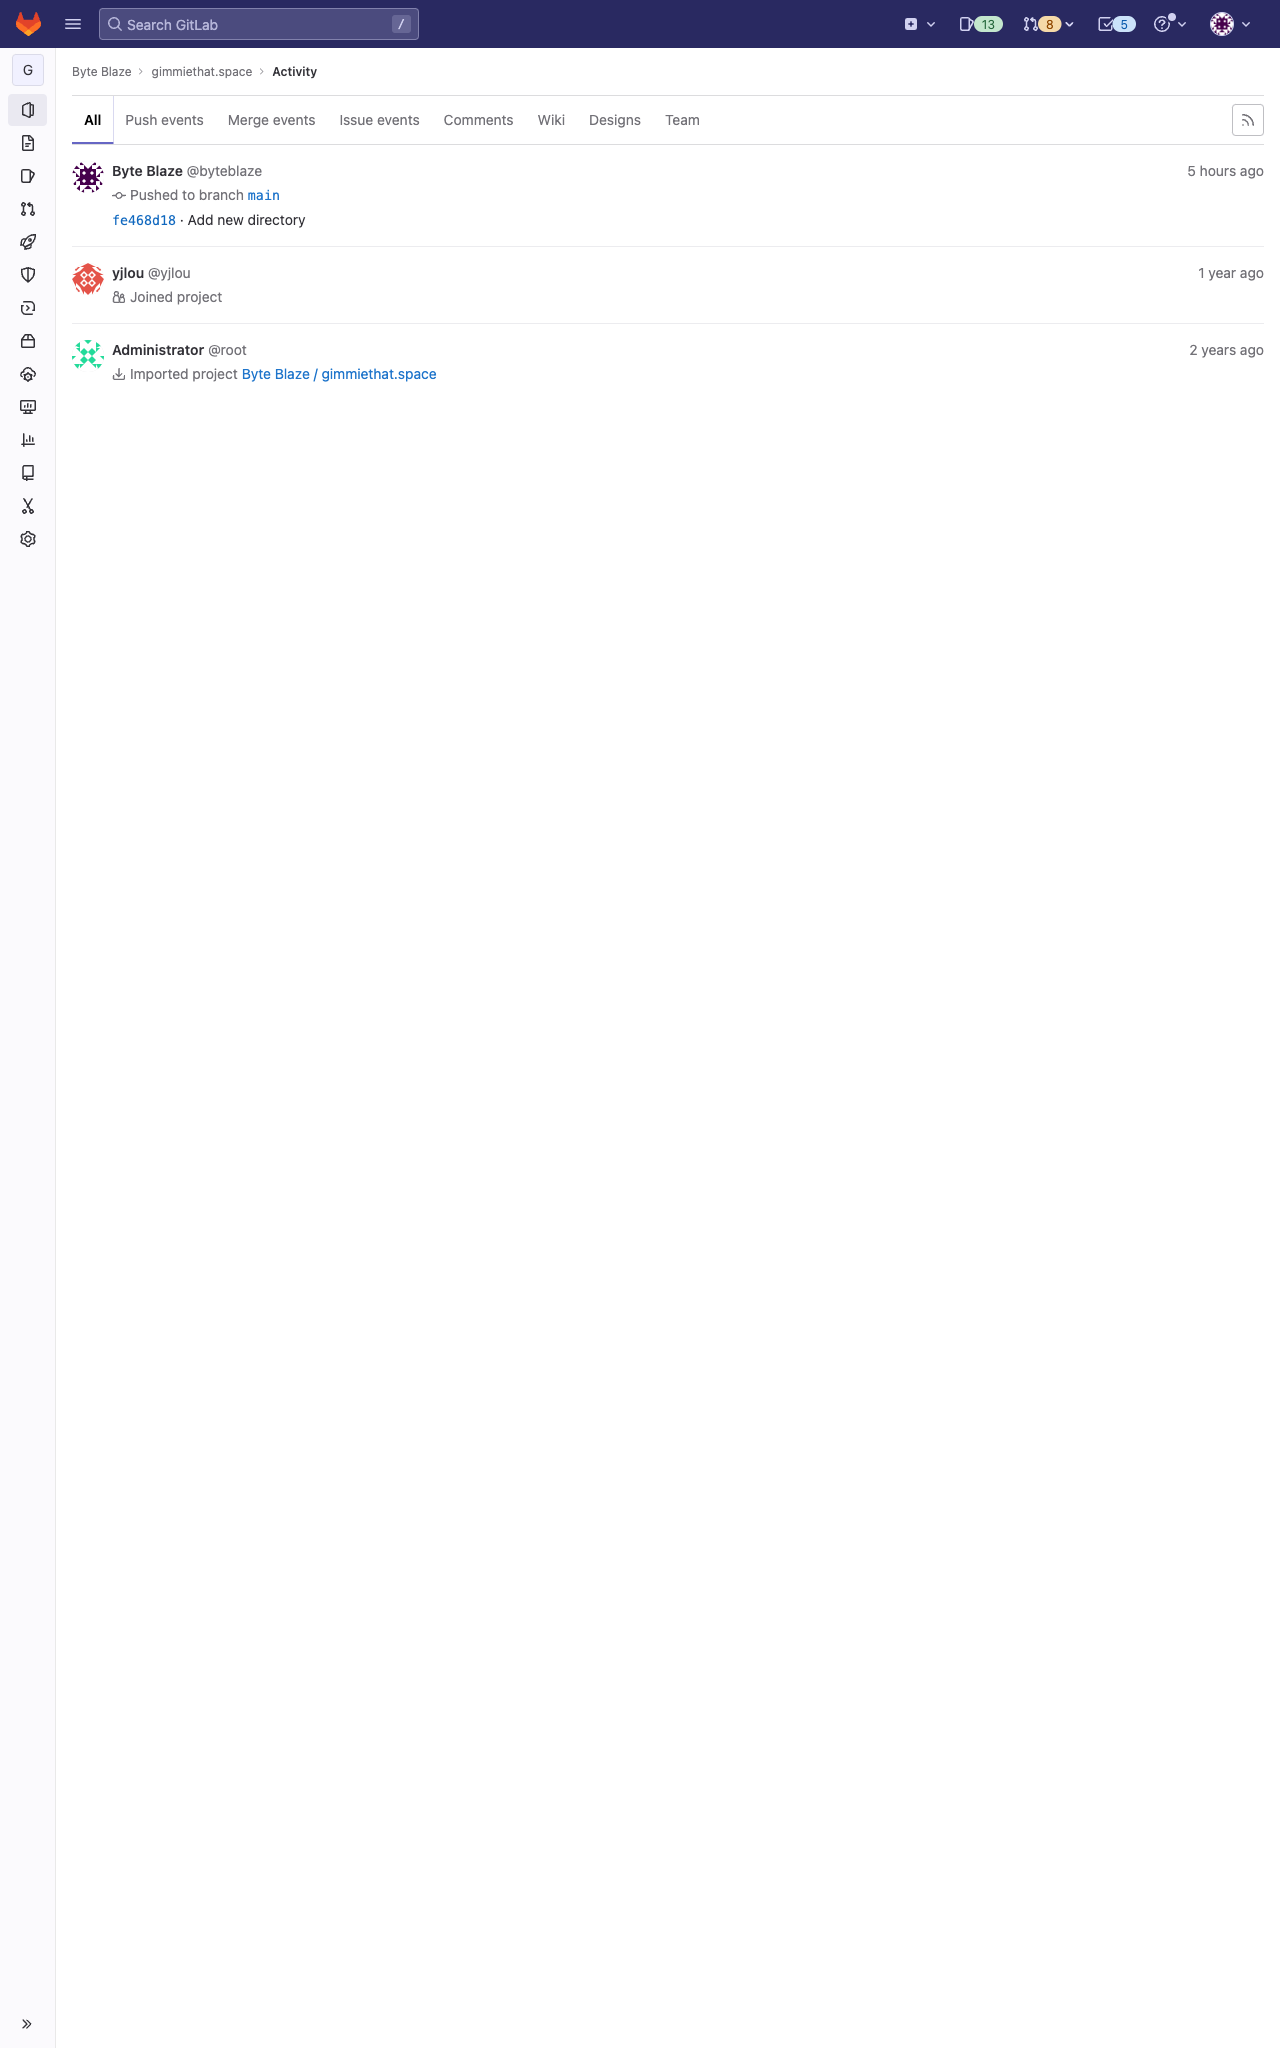 Search GitLab /
13 8 5
G
Byte Blaze > gimmiethat.space > Activity
All Push events Merge events Issue events Comments Wiki Designs Team
Byte Blaze @byteblaze 5 hours ago
Pushed to branch main
fe468d18 · Add new directory
yjlou @yjlou 1 year ago
Joined project
Administrator @root 2 years ago
Imported project Byte Blaze / gimmiethat.space